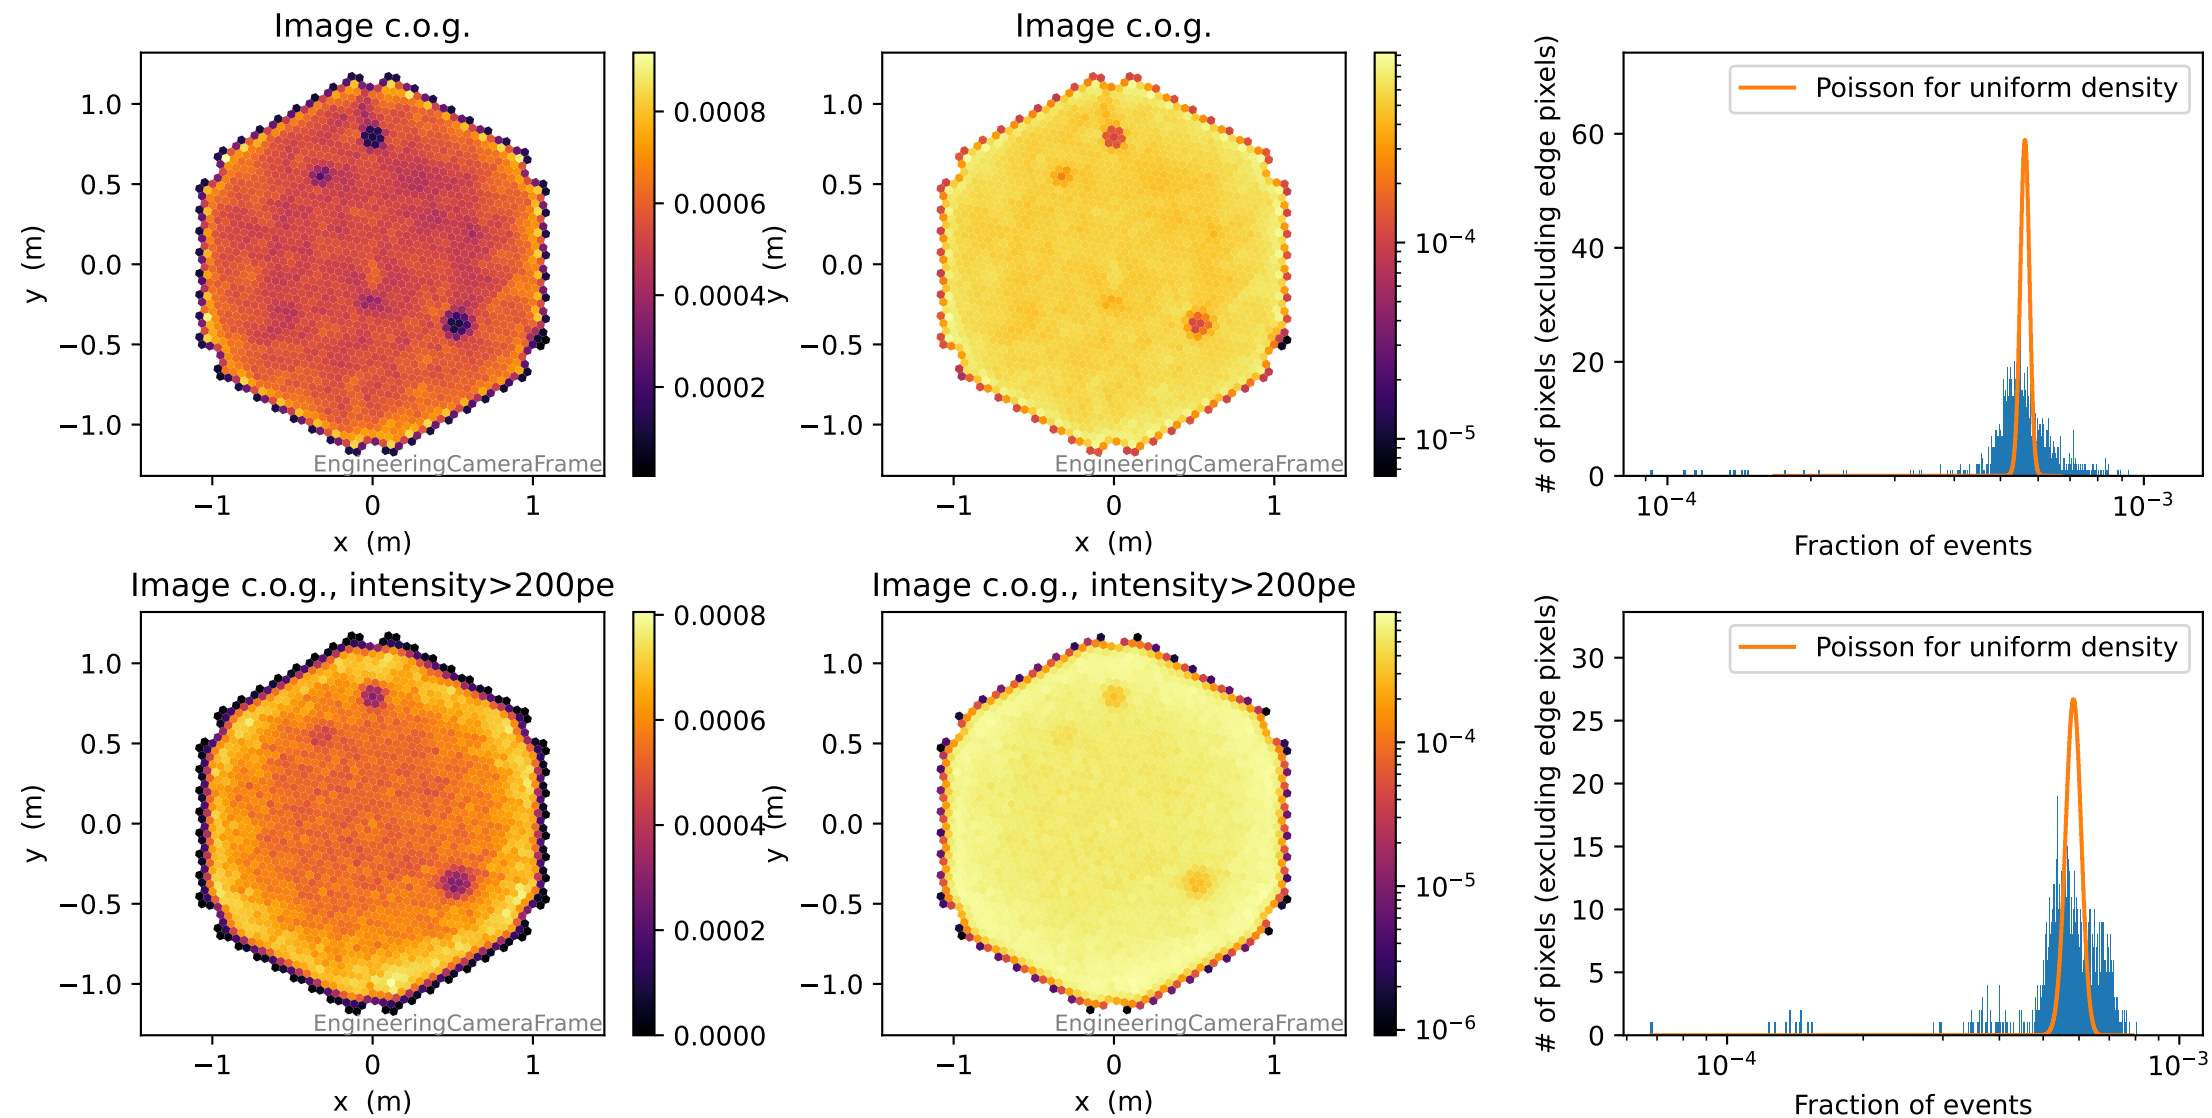 Image c.o.g.
1.0
0.5
0.0
−0.5
−1.0
y (m)
−1
0
1
x (m)
EngineeringCameraFrame
0.0008
0.0006
0.0004
0.0002
Image c.o.g.
1.0
0.5
0.0
−0.5
−1.0
y (m)
−1
0
1
x (m)
EngineeringCameraFrame
10⁻⁴
10⁻⁵
# of pixels (excluding edge pixels)
60
40
20
0
Poisson for uniform density
10⁻⁴
10⁻³
Fraction of events
Image c.o.g., intensity>200pe
1.0
0.5
0.0
−0.5
−1.0
y (m)
−1
0
1
x (m)
EngineeringCameraFrame
0.0008
0.0006
0.0004
0.0002
0.0000
Image c.o.g., intensity>200pe
1.0
0.5
0.0
−0.5
−1.0
y (m)
−1
0
1
x (m)
EngineeringCameraFrame
10⁻⁴
10⁻⁵
10⁻⁶
# of pixels (excluding edge pixels)
30
25
20
15
10
5
0
Poisson for uniform density
10⁻⁴
10⁻³
Fraction of events